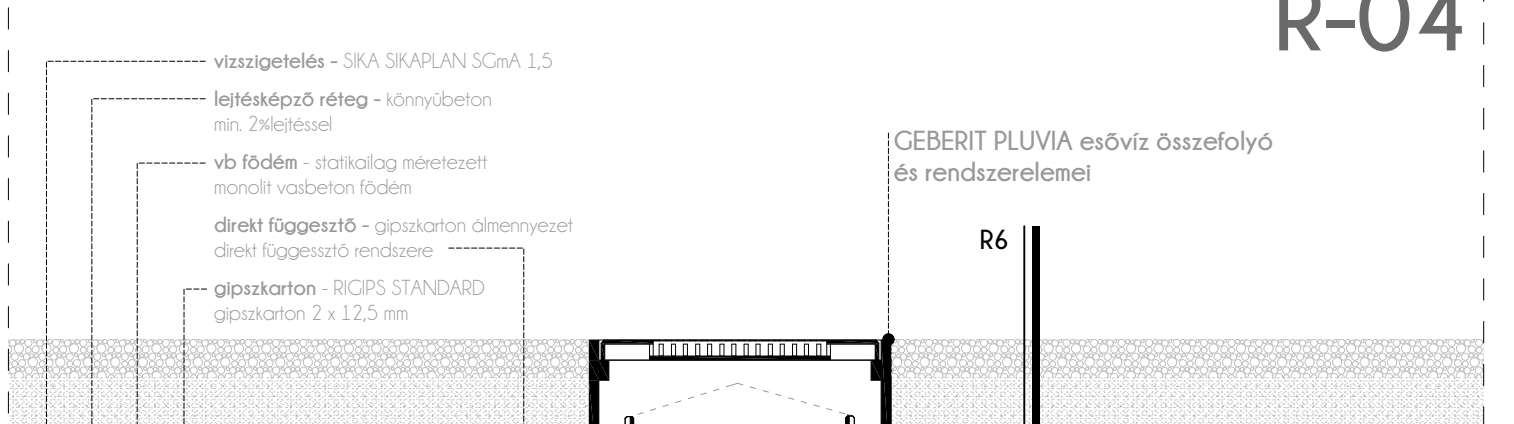 R-04
vizszigetelés - SIKA SIKAPLAN SGmA 1,5
lejtésképző réteg - könnyűbeton
min. 2%lejtéssel
vb födém - statikailag méretezett
monolit vasbeton födém
direkt függesztő - gipszkarton álmennyezet
direkt függessztő rendszere
gipszkarton - RIGIPS STANDARD
gipszkarton 2 x 12,5 mm
GEBERIT PLUVIA esővíz összefolyó
és rendszerelemei
R6